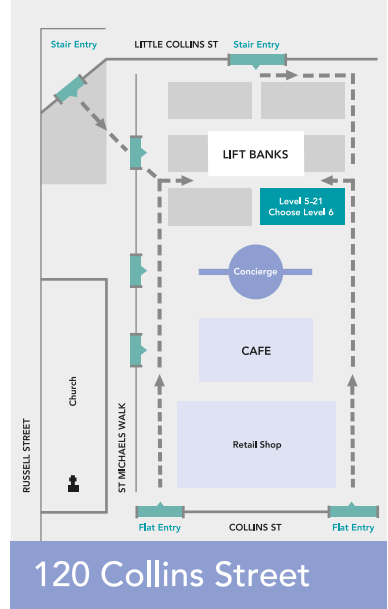 LITTLE COLLINS ST
Stair Entry
Stair Entry
LIFT BANKS
Level 5-21
Choose Level 6
Concierge
CAFE
Church
Retail Shop
RUSSELL STREET
ST MICHAELS WALK
Flat Entry
COLLINS ST
Flat Entry
120 Collins Street